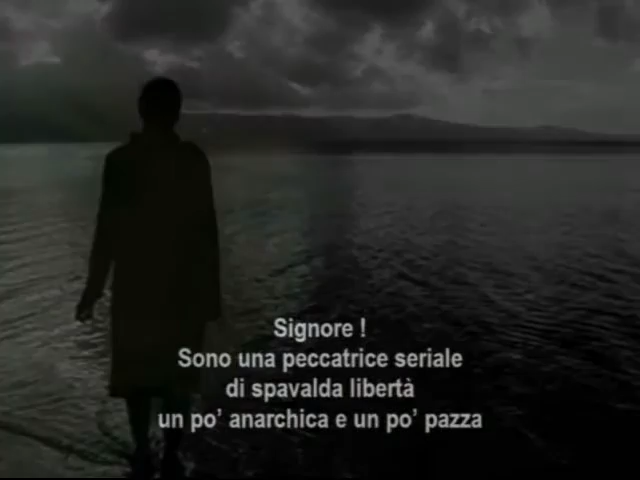 Signore !
Sono una peccatrice seriale
di spavalda libertà
un po’ anarchica e un po’ pazza